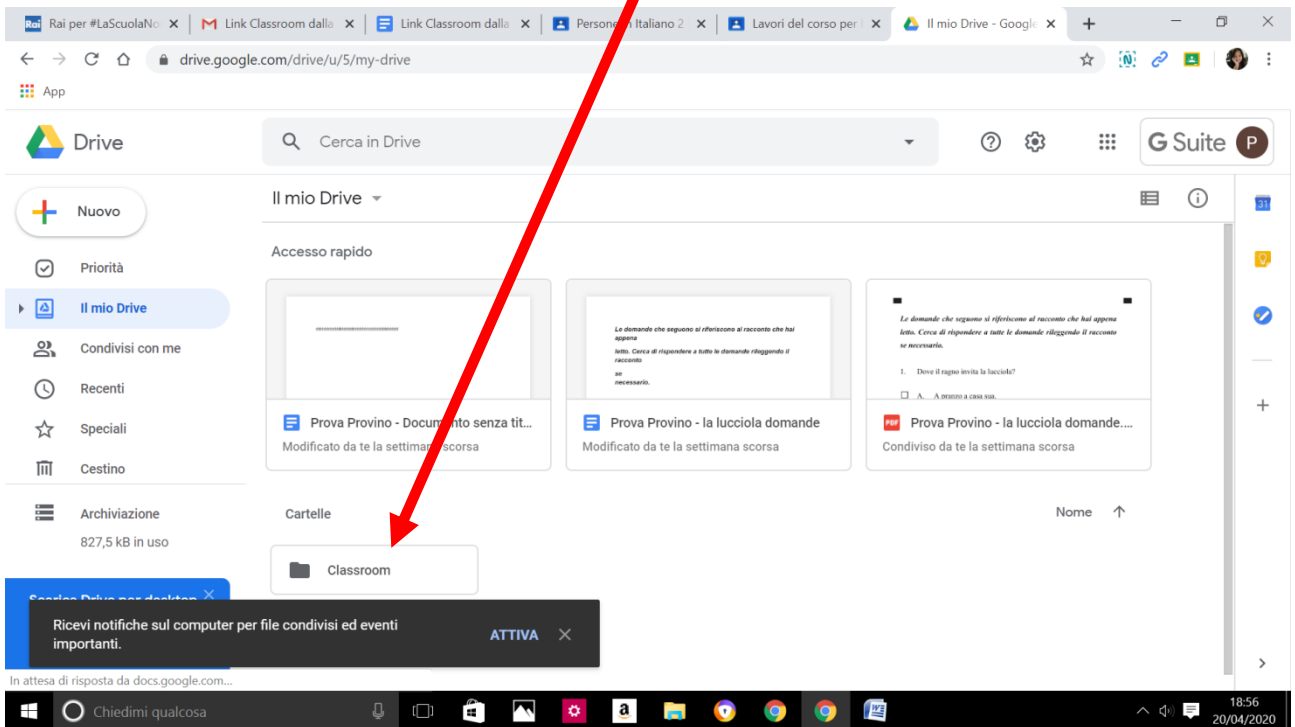 Rai per #LaScuolaNo
Link Classroom dalla
Link Classroom dalla
Persone in Italiano 2
Lavori del corso per I
Il mio Drive - Google
drive.google.com/drive/u/5/my-drive
App
Drive
Cerca in Drive
G Suite
P
Nuovo
Il mio Drive
Accesso rapido
Priorità
Il mio Drive
Condivisi con me
Recenti
Speciali
Cestino
Archiviazione
827,5 kB in uso
Le domande che seguono si riferiscono al racconto che hai
appena
letto. Cerca di rispondere a tutte le domande rileggendo il
racconto
se
necessario.
Le domande che seguono si riferiscono al racconto che hai appena
letto. Cerca di rispondere a tutte le domande rileggendo il racconto
se necessario.
1. Dove il ragno invita la lucciola?
A. A pranzo a casa sua.
Prova Provino - Documento senza tit...
Modificato da te la settimana scorsa
Prova Provino - la lucciola domande
Modificato da te la settimana scorsa
PDF
Prova Provino - la lucciola domande....
Condiviso da te la settimana scorsa
Cartelle
Nome
Classroom
Scarica Drive per desktop
Ricevi notifiche sul computer per file condivisi ed eventi
importanti.
ATTIVA
In attesa di risposta da docs.google.com...
Chiedimi qualcosa
18:56
20/04/2020
31